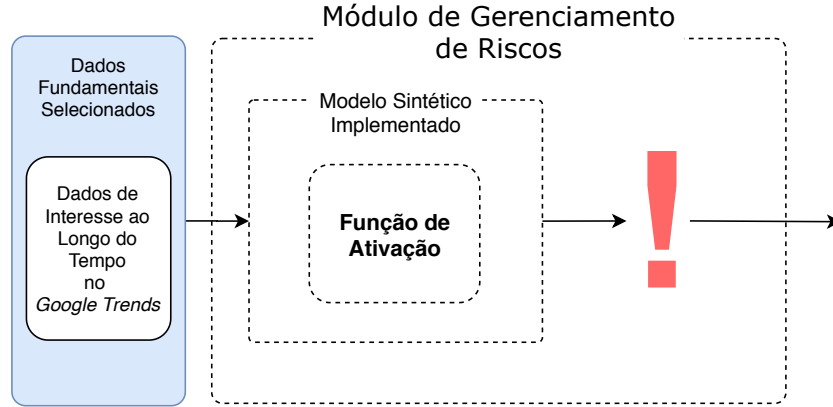 Módulo de Gerenciamento
de Riscos
Dados
Fundamentais
Selecionados
Dados de
Interesse ao
Longo do
Tempo
no
Google Trends
Modelo Sintético
Implementado
Função de
Ativação
!